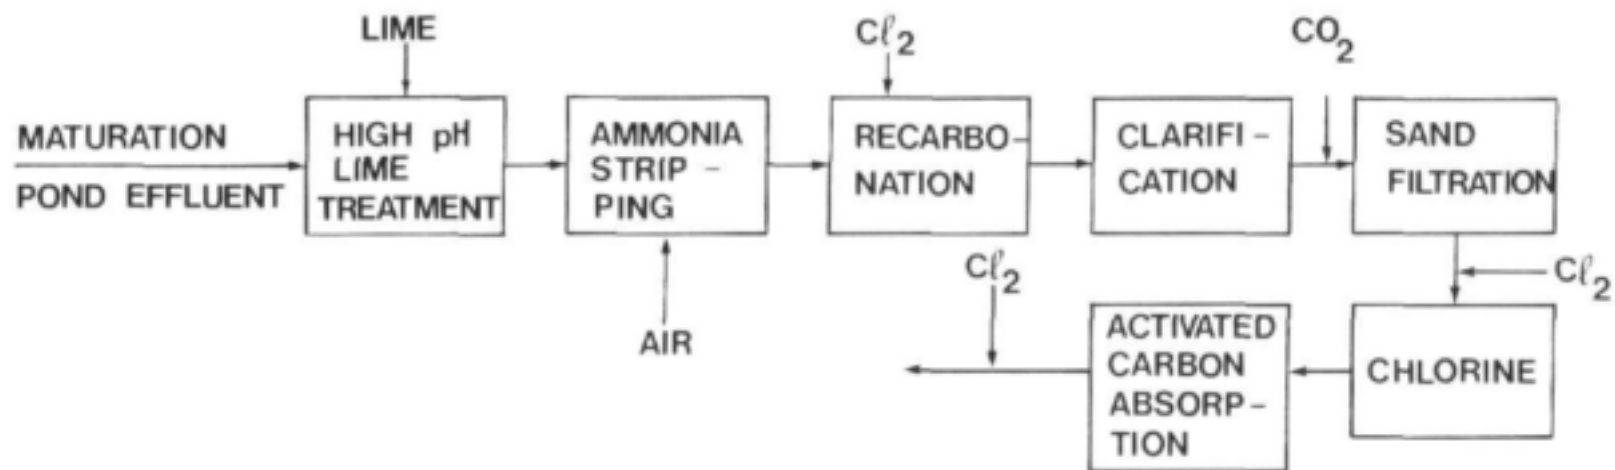 LIME
Cℓ2
CO2
MATURATION
POND EFFLUENT
HIGH pH
LIME
TREATMENT
AMMONIA
STRIP -
PING
RECARBO-
NATION
CLARIFI -
CATION
SAND
FILTRATION
AIR
Cℓ2
Cℓ2
CHLORINE
ACTIVATED
CARBON
ABSORP-
TION